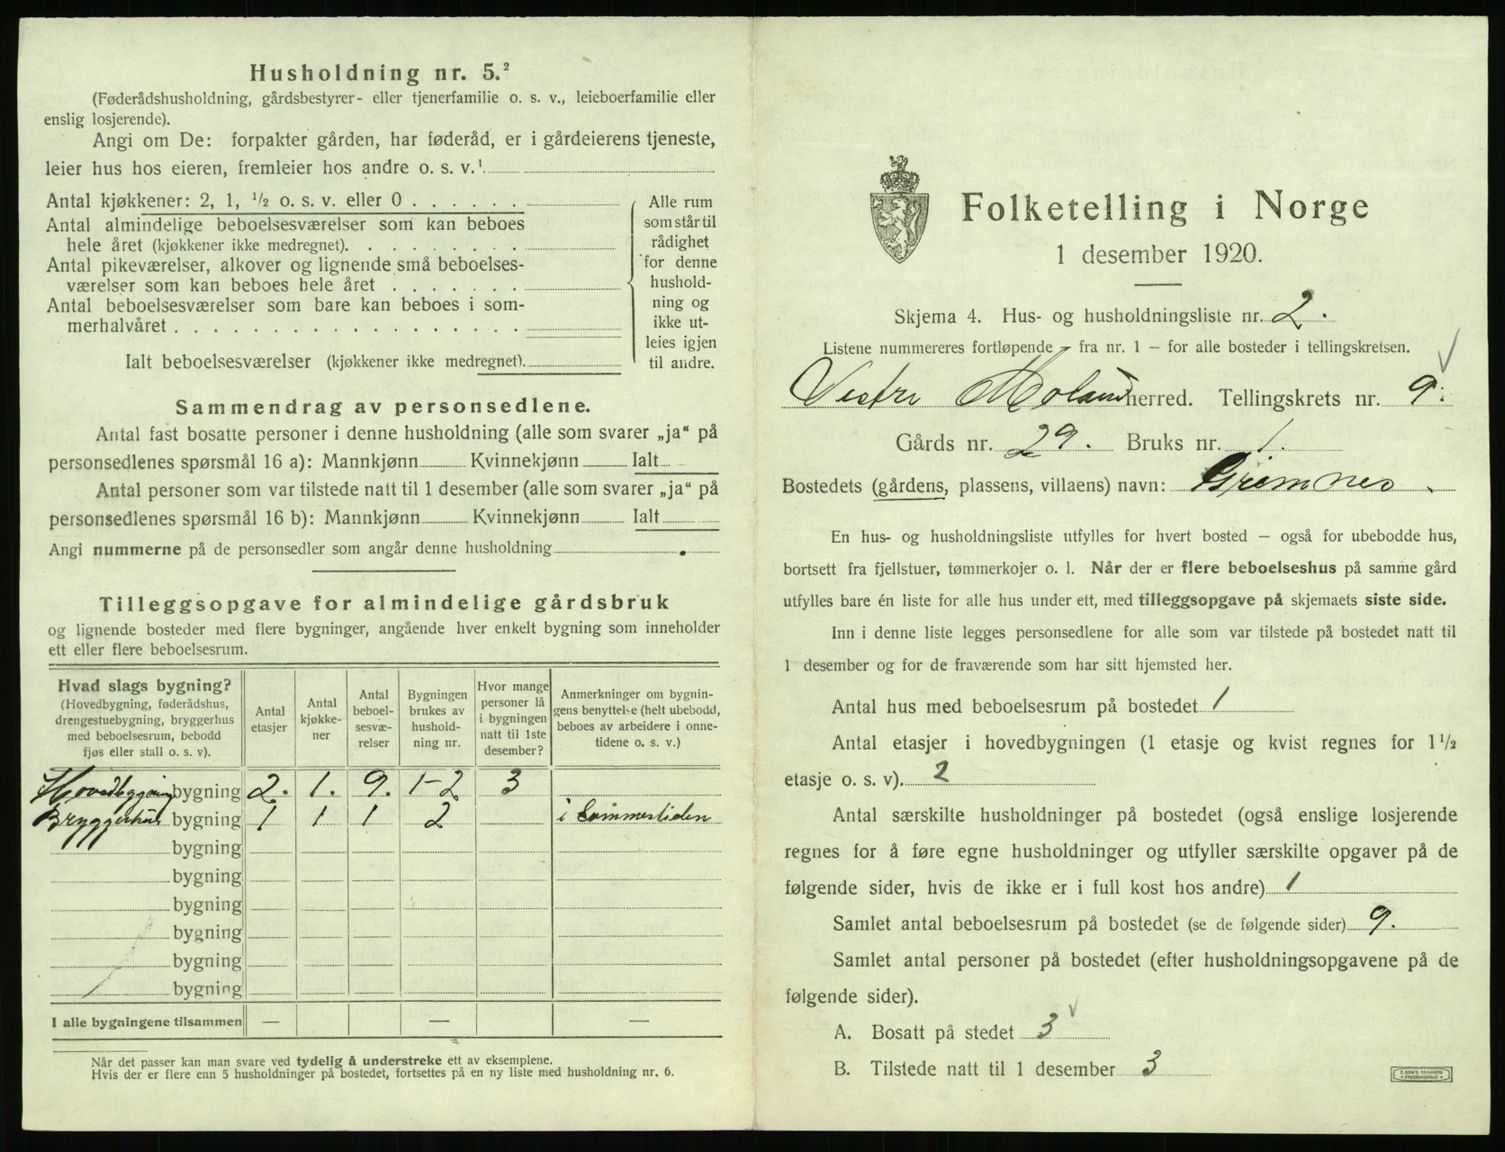 Husholdning nr. 5.²
(Føderådshusholdning, gårdsbestyrer- eller tjenerfamilie o. s. v., leieboerfamilie eller
enslig losjerende).
Angi om De: forpakter gården, har føderåd, er i gårdeierens tjeneste,
leier hus hos eieren, fremleier hos andre o. s. v.¹
Antal kjøkkener: 2, 1, ½ o. s. v. eller 0
Antal almindelige beboelsesværelser som kan beboes
hele året (kjøkkener ikke medregnet).
Antal pikeværelser, alkover og lignende små beboelses-
værelser som kan beboes hele året
Antal beboelsesværelser som bare kan beboes i som-
merhalvåret
Ialt beboelsesværelser (kjøkkener ikke medregnet).
Alle rum
som står til
rådighet
for denne
hushold-
ning og
ikke ut-
leies igjen
til andre.
Sammendrag av personsedlene.
Antal fast bosatte personer i denne husholdning (alle som svarer „ja“ på
personsedlenes spørsmål 16 a): Mannkjønn Kvinnekjønn Ialt
Antal personer som var tilstede natt til 1 desember (alle som svarer „ja“ på
personsedlenes spørsmål 16 b): Mannkjønn Kvinnekjønn Ialt
Angi nummerne på de personsedler som angår denne husholdning
Tilleggsopgave for almindelige gårdsbruk
og lignende bosteder med flere bygninger, angående hver enkelt bygning som inneholder
ett eller flere beboelsesrum.
Hvad slags bygning?
(Hovedbygning, føderådshus,
drengestuebygning, bryggerhus
med beboelsesrum, bebodd
fjøs eller stall o. s. v).
Antal
etasjer
Antal
kjøkke-
ner
Antal
beboel-
sesvæ-
relser
Bygningen
brukes av
hushold-
ning nr.
Hvor mange
personer lå
i bygningen
natt til 1ste
desember?
Anmerkninger om bygnin-
gens benyttelse (helt ubebodd,
beboes av arbeidere i onne-
tidene o. s. v.)
Hovedbygning bygning 2. 1. 9. 1-2 3
Bryggerhus bygning 1 1 1 2 i Sommertiden
bygning
bygning
bygning
bygning
bygning
bygning
I alle bygningene tilsammen — — —
Når det passer kan man svare ved tydelig å understreke ett av eksemplene.
Hvis der er flere enn 5 husholdninger på bostedet, fortsettes på en ny liste med husholdning nr. 6.
Folketelling i Norge
1 desember 1920.
Skjema 4. Hus- og husholdningsliste nr. 2.
Listene nummereres fortløpende – fra nr. 1 – for alle bosteder i tellingskretsen.
Vestre Moland herred. Tellingskrets nr. 9.
Gårds nr. 29. Bruks nr. 1.
Bostedets (gårdens, plassens, villaens) navn: Grimnes.
En hus- og husholdningsliste utfylles for hvert bosted – også for ubebodde hus,
bortsett fra fjellstuer, tømmerkojer o. l. Når der er flere beboelseshus på samme gård
utfylles bare én liste for alle hus under ett, med tilleggsopgave på skjemaets siste side.
Inn i denne liste legges personsedlene for alle som var tilstede på bostedet natt til
1 desember og for de fraværende som har sitt hjemsted her.
Antal hus med beboelsesrum på bostedet 1
Antal etasjer i hovedbygningen (1 etasje og kvist regnes for 1½
etasje o. s. v). 2
Antal særskilte husholdninger på bostedet (også enslige losjerende
regnes for å føre egne husholdninger og utfyller særskilte opgaver på de
følgende sider, hvis de ikke er i full kost hos andre) 1
Samlet antal beboelsesrum på bostedet (se de følgende sider) 9.
Samlet antal personer på bostedet (efter husholdningsopgavene på de
følgende sider).
A. Bosatt på stedet 3
B. Tilstede natt til 1 desember 3